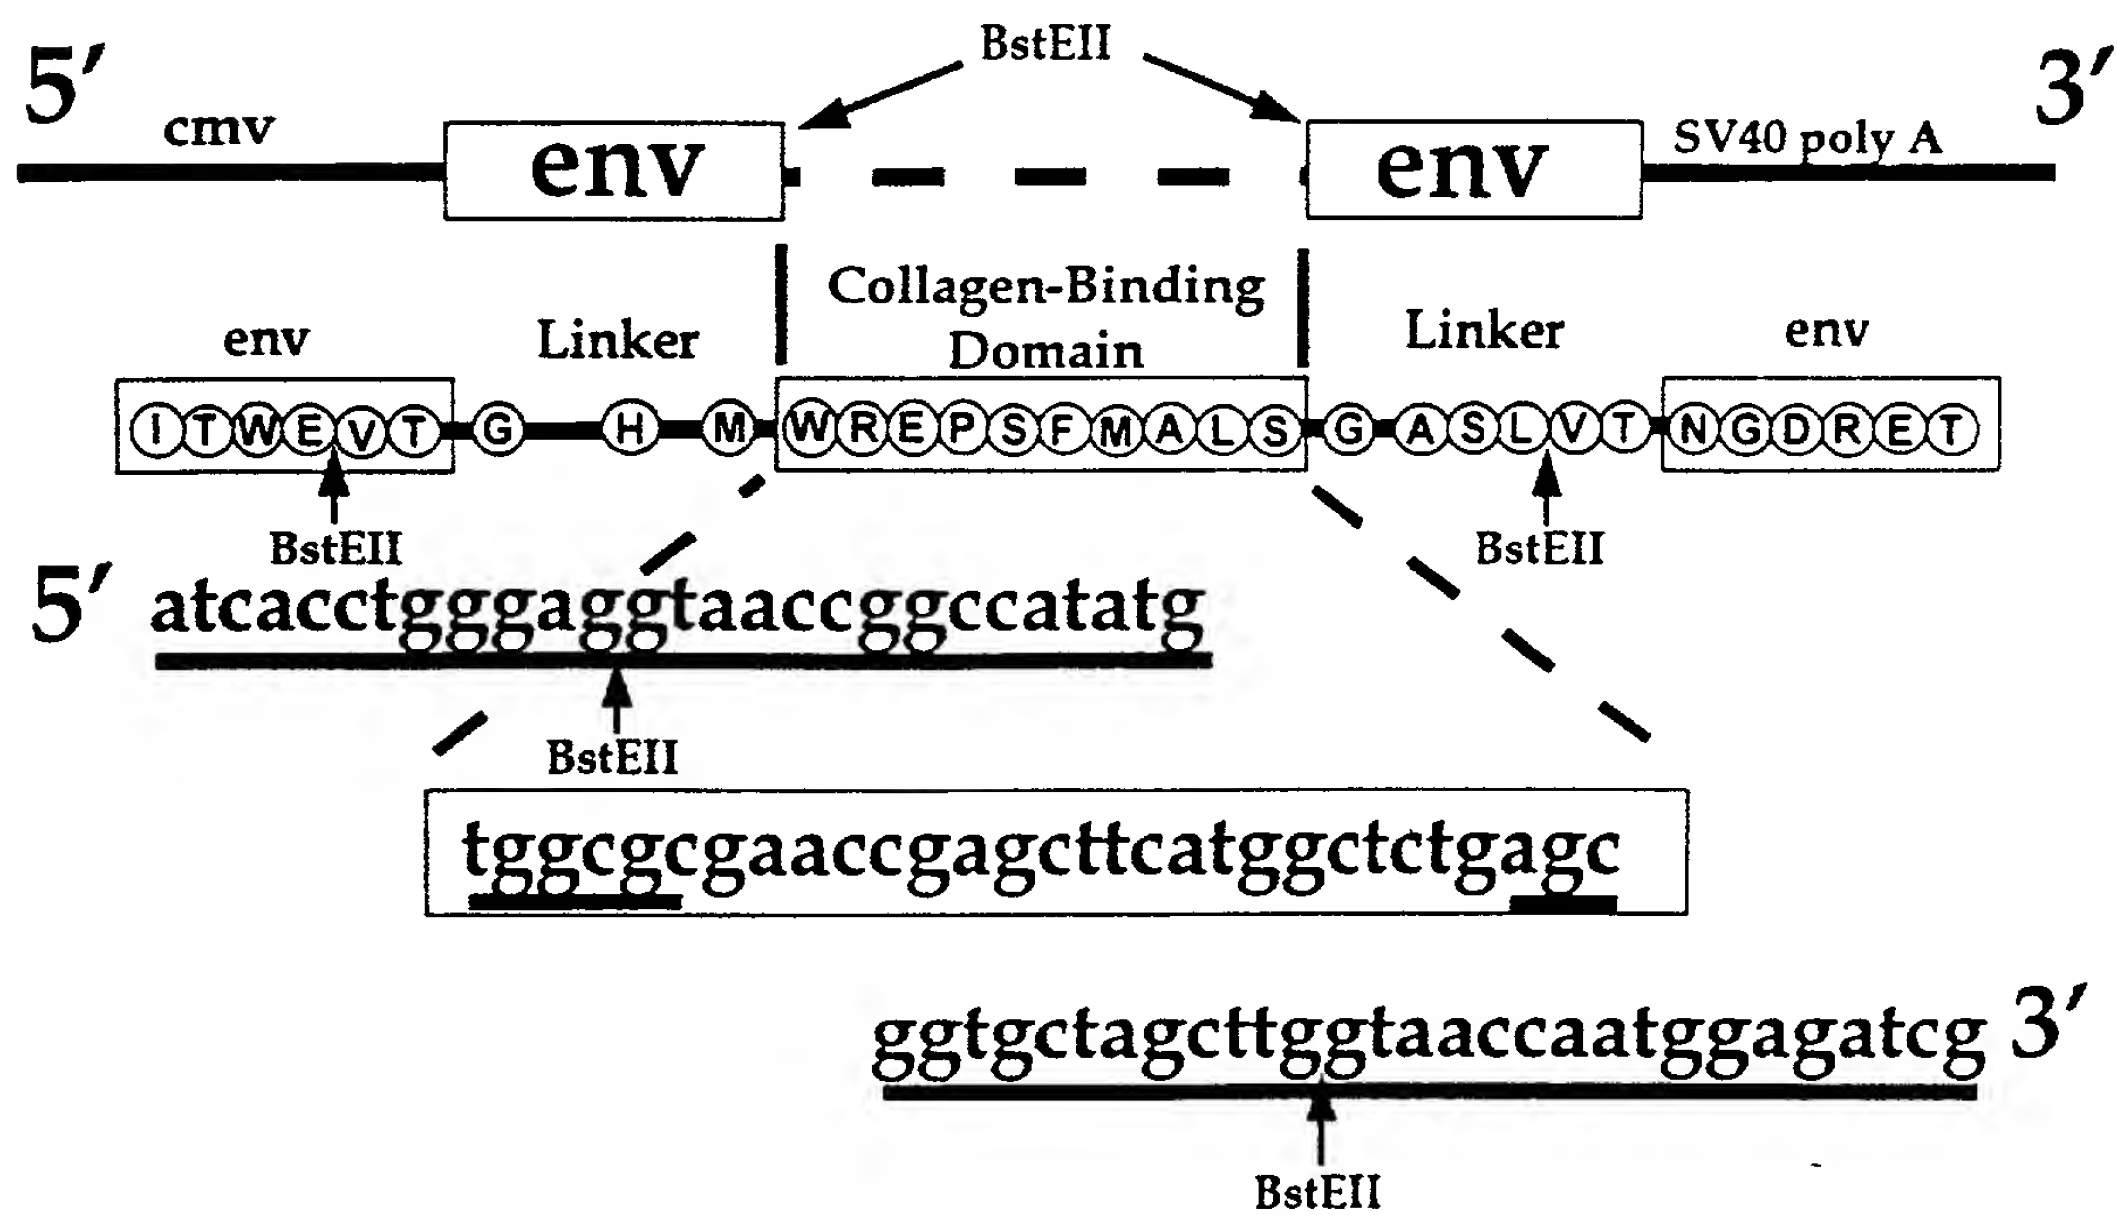 BstEII
5′ 3′
cmv env env SV40 poly A
Collagen-Binding
Domain
env Linker Linker env
I T W E V T G H M W R E P S F M A L S G A S L V T N G D R E T
BstEII BstEII
5′ atcacctgggaggtaaccggccatatg
BstEII
tggcgcgaaccgagcttcatggctctgagc
ggtgctagcttggtaaccaatggagatcg 3′
BstEII